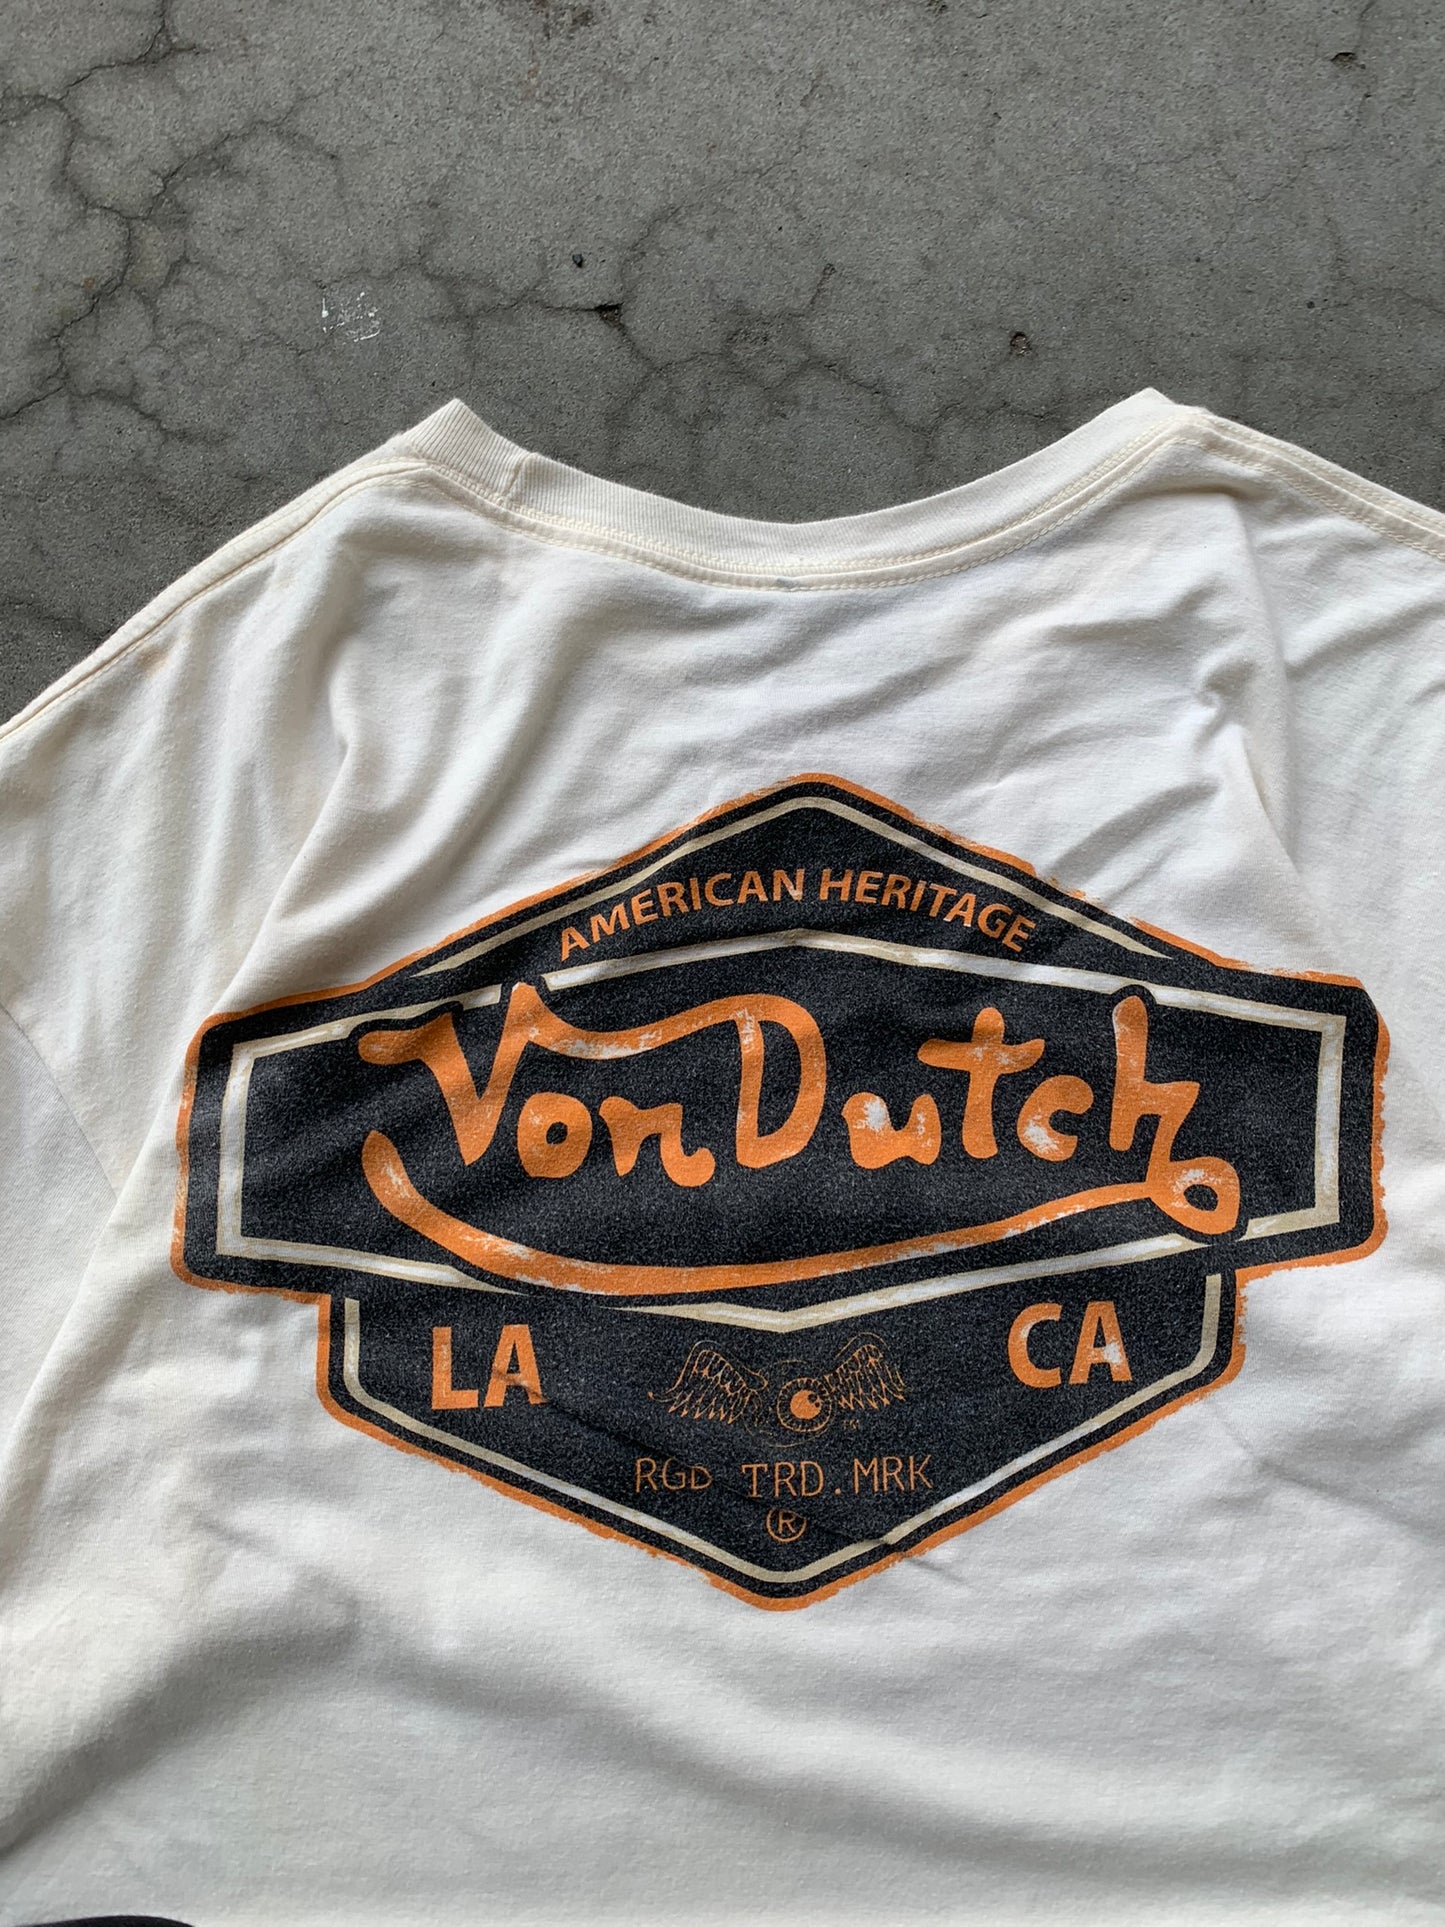 AMERICAN HERITAGE
Von Dutch
LA CA
RGD TRD.MRK
®